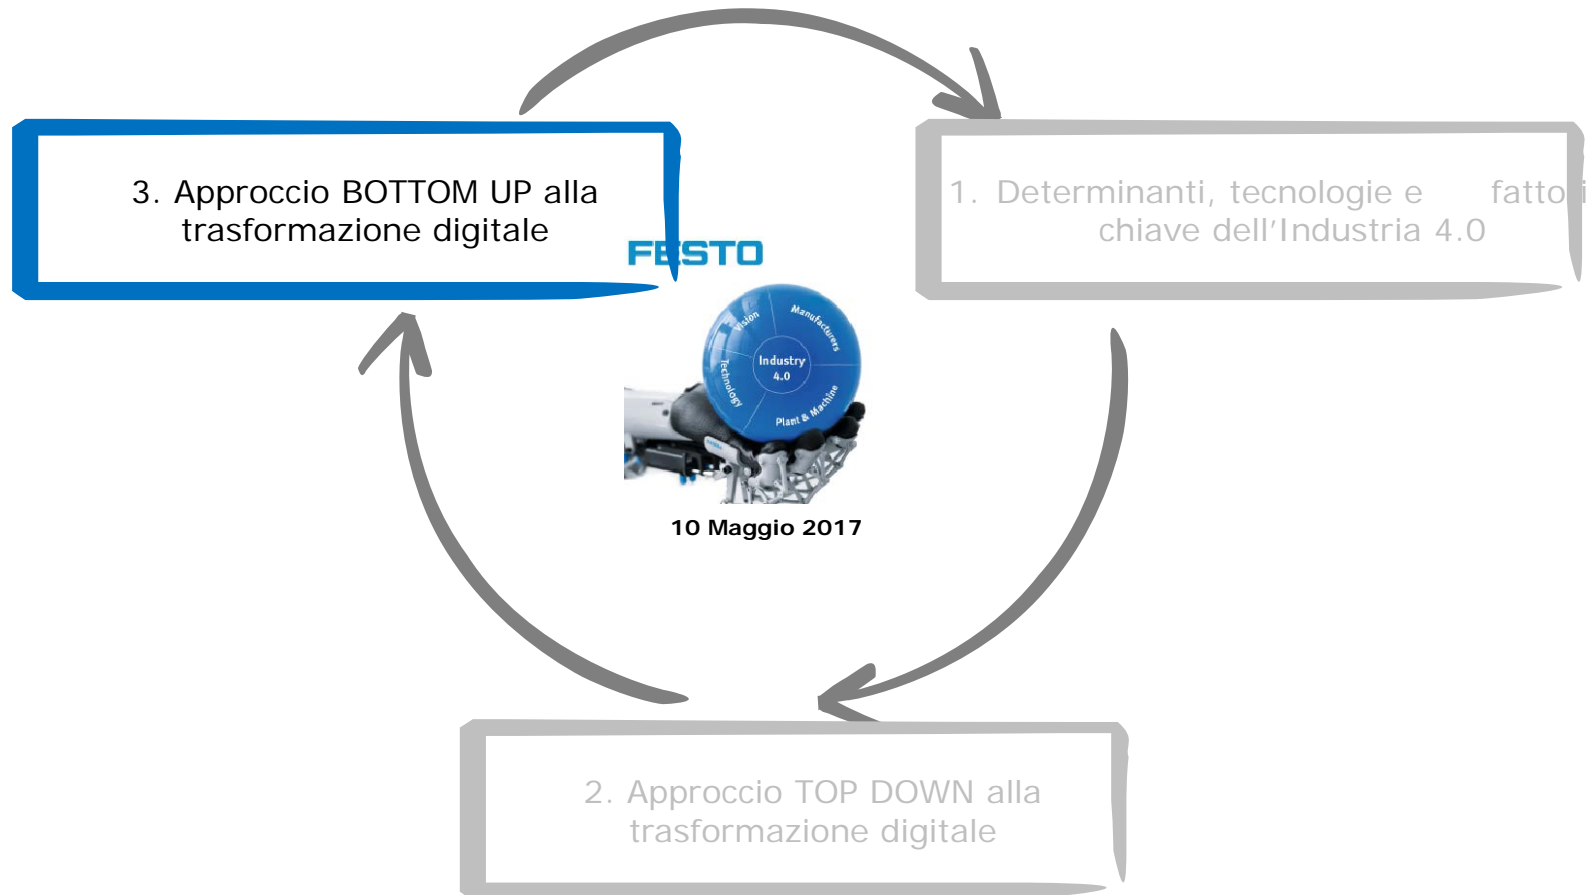 3. Approccio BOTTOM UP alla
trasformazione digitale
1. Determinanti, tecnologie e fattori
chiave dell'Industria 4.0
FESTO
Vision
Manufacturers
Industry
4.0
Technology
Plant & Machine
10 Maggio 2017
2. Approccio TOP DOWN alla
trasformazione digitale